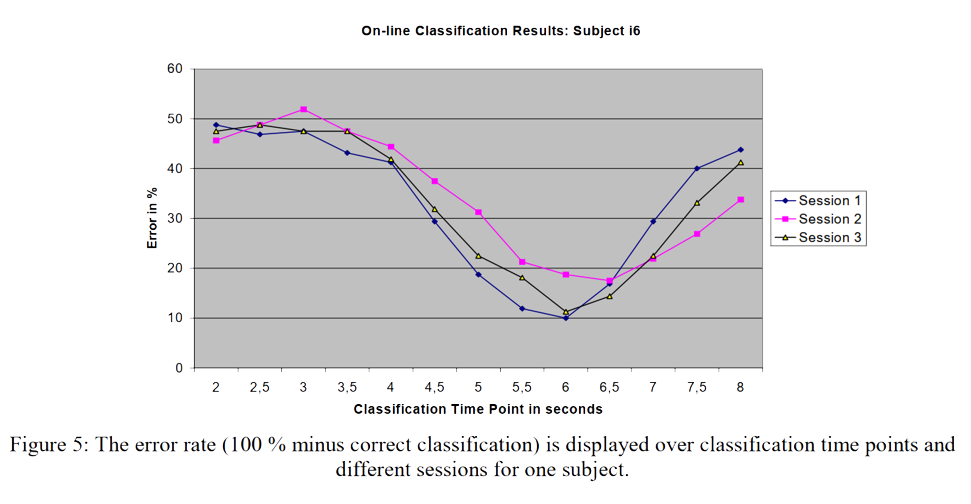 On-line Classification Results: Subject i6
60
50
40
30
20
10
0
Error in %
2 2,5 3 3,5 4 4,5 5 5,5 6 6,5 7 7,5 8
Classification Time Point in seconds
Session 1
Session 2
Session 3
Figure 5: The error rate (100 % minus correct classification) is displayed over classification time points and
different sessions for one subject.